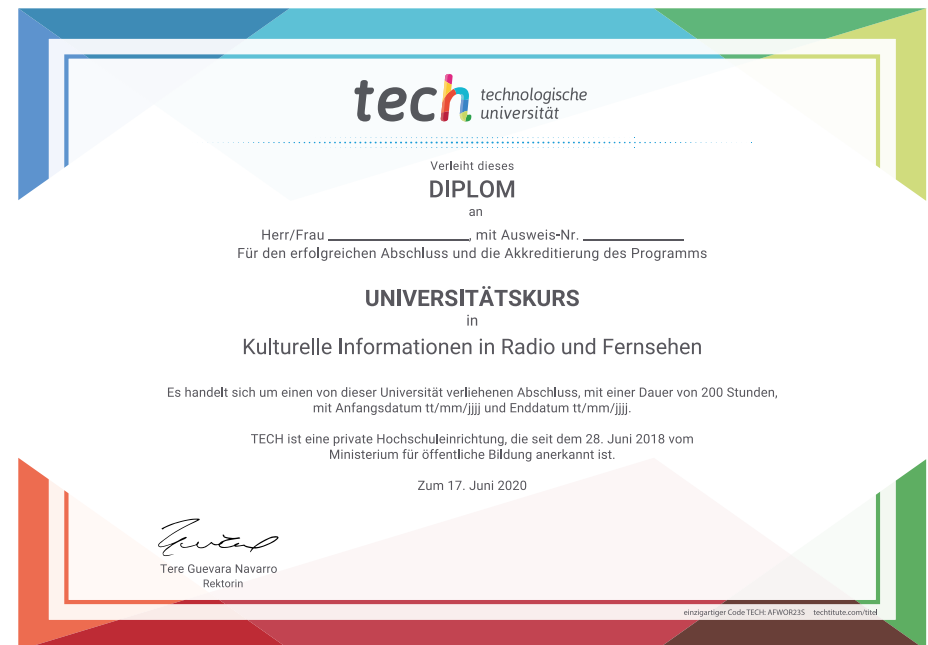 tech technologische
universität
Verleiht dieses
DIPLOM
an
Herr/Frau ____________________, mit Ausweis-Nr. ______________
Für den erfolgreichen Abschluss und die Akkreditierung des Programms
UNIVERSITÄTSKURS
in
Kulturelle Informationen in Radio und Fernsehen
Es handelt sich um einen von dieser Universität verliehenen Abschluss, mit einer Dauer von 200 Stunden,
mit Anfangsdatum tt/mm/jjjj und Enddatum tt/mm/jjjj.
TECH ist eine private Hochschuleinrichtung, die seit dem 28. Juni 2018 vom
Ministerium für öffentliche Bildung anerkannt ist.
Zum 17. Juni 2020
Tere Guevara Navarro
Rektorin
einzigartiger Code TECH: AFWOR23S techtitute.com/titel